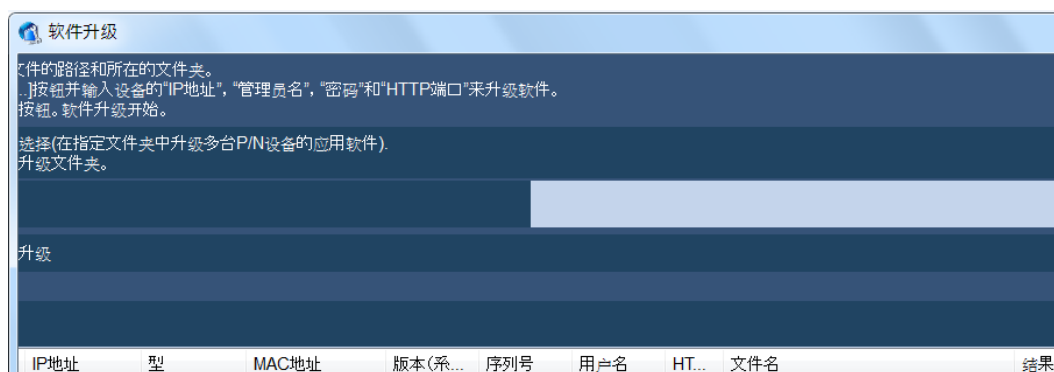 软件升级
文件的路径和所在的文件夹。
...]按钮并输入设备的“IP地址”, “管理员名”, “密码”和“HTTP端口”来升级软件。
按钮。软件升级开始。
选择(在指定文件夹中升级多台P/N设备的应用软件).
升级文件夹。
升级
IP地址 型 MAC地址 版本(系... 序列号 用户名 HT... 文件名 结果